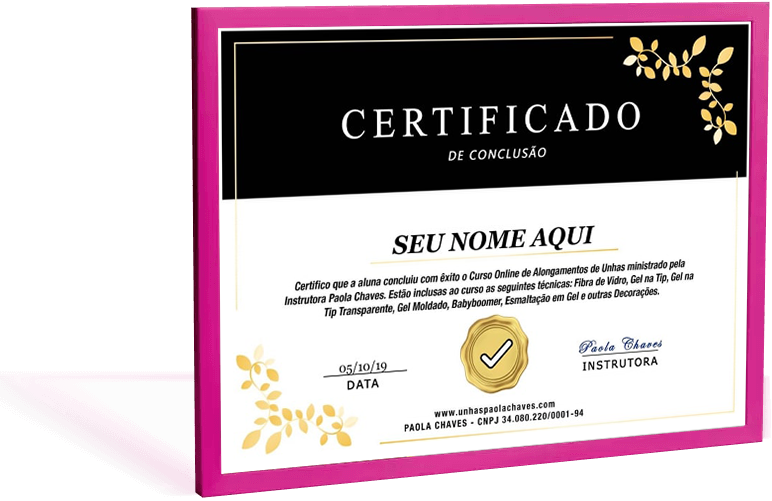 CERTIFICADO
DE CONCLUSÃO
SEU NOME AQUI
Certifico que a aluna concluiu com êxito o Curso Online de Alongamentos de Unhas ministrado pela
Instrutora Paola Chaves. Estão inclusas ao curso as seguintes técnicas: Fibra de Vidro, Gel na Tip, Gel na
Tip Transparente, Gel Moldado, Babyboomer, Esmaltação em Gel e outras Decorações.
05/10/19
DATA
Paola Chaves
INSTRUTORA
www.unhaspaolachaves.com
PAOLA CHAVES - CNPJ 34.080.220/0001-94